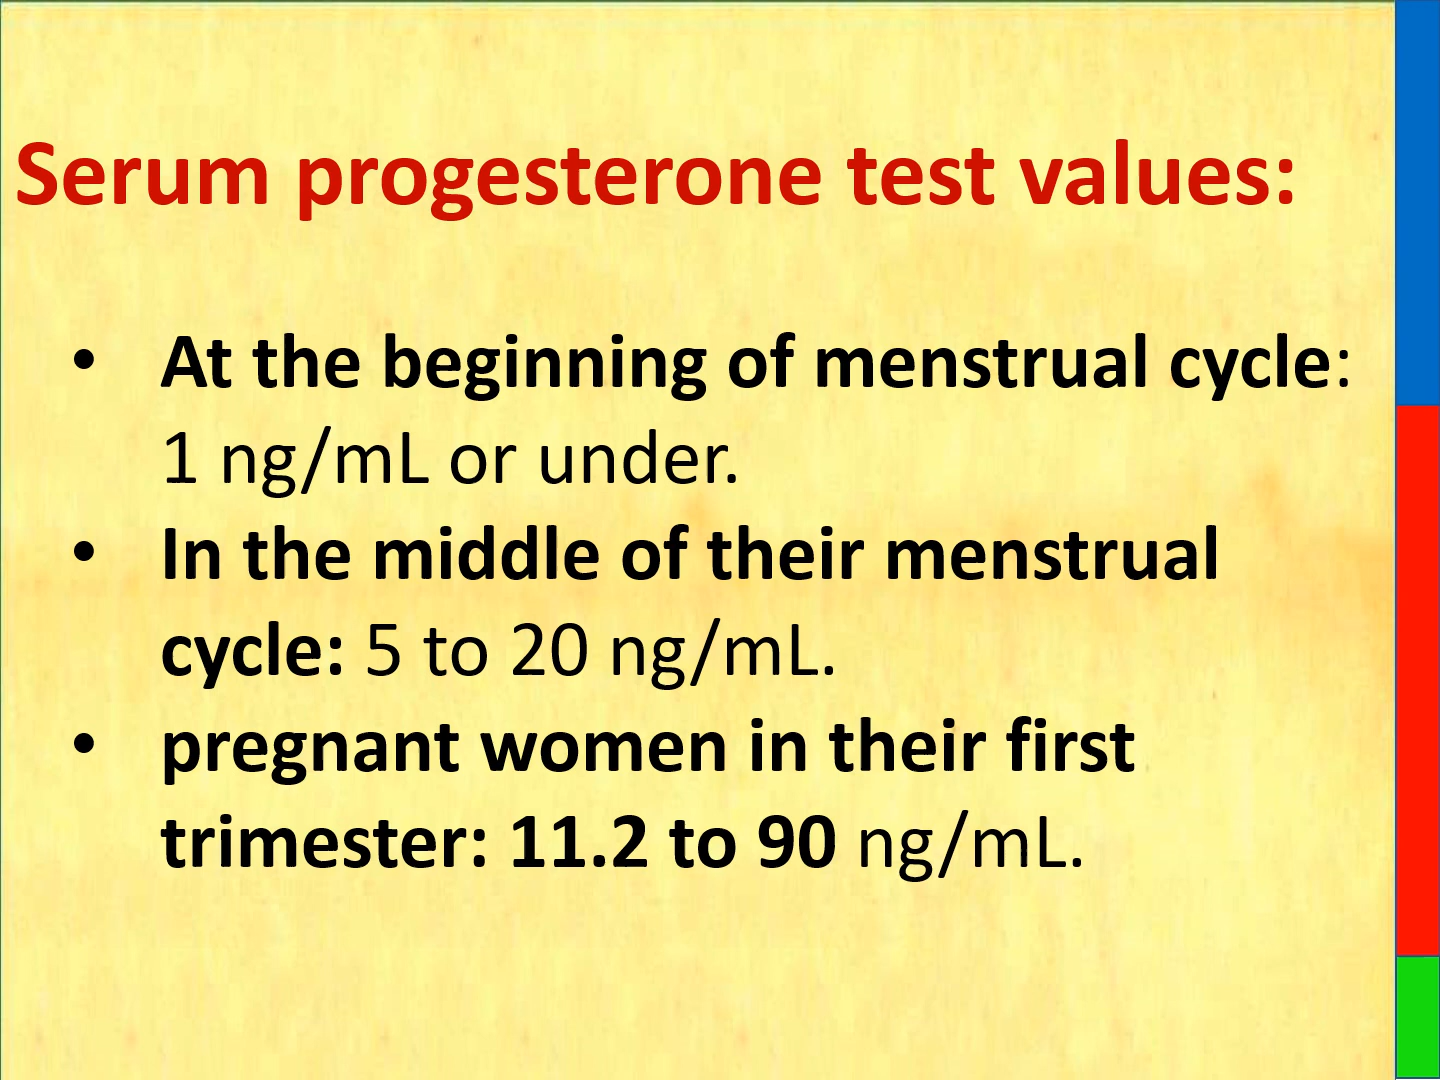 Serum progesterone test values:
• At the beginning of menstrual cycle:
1 ng/mL or under.
• In the middle of their menstrual
cycle: 5 to 20 ng/mL.
• pregnant women in their first
trimester: 11.2 to 90 ng/mL.